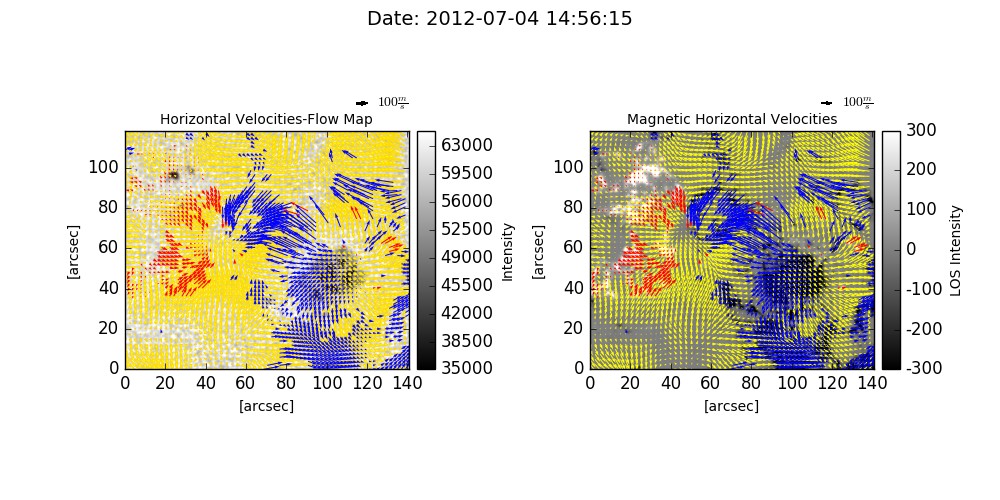 Date: 2012-07-04 14:56:15
100 m/s
Horizontal Velocities-Flow Map
100
80
60
40
20
0
[arcsec]
0 20 40 60 80 100 120 140
[arcsec]
63000
59500
56000
52500
49000
45500
42000
38500
35000
Intensity
100 m/s
Magnetic Horizontal Velocities
100
80
60
40
20
0
[arcsec]
0 20 40 60 80 100 120 140
[arcsec]
300
200
100
0
-100
-200
-300
LOS Intensity